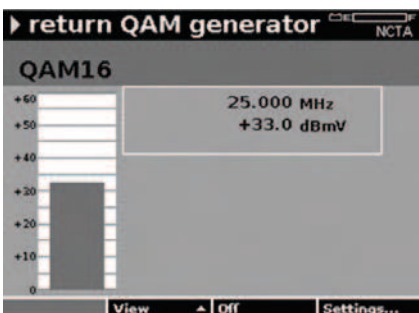 return QAM generator
E F
NCTA
QAM16
+60
+50
+40
+30
+20
+10
0
25.000 MHz
+33.0 dBmV
View Off Settings...